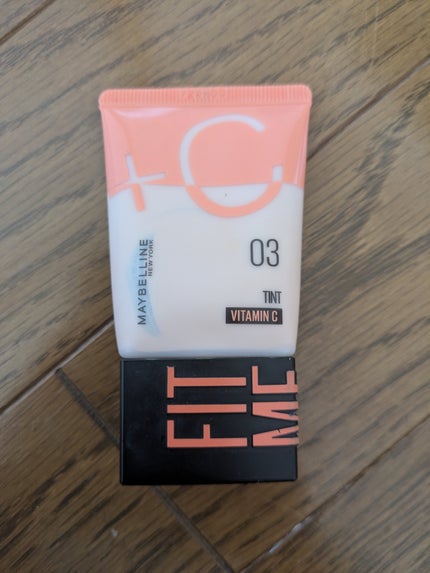 +C
03
MAYBELLINE
NEW YORK
TINT
VITAMIN C
FIT
ME